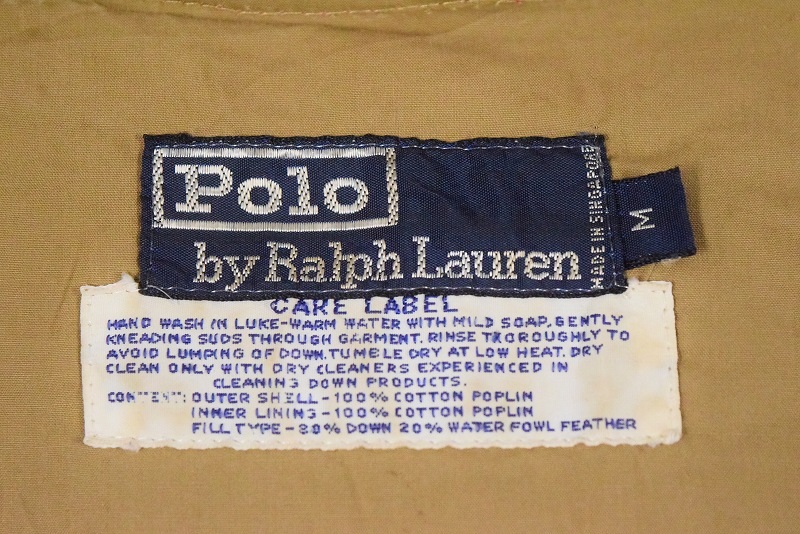 Polo
by Ralph Lauren
MADE IN SINGAPORE
M
CARE LABEL
HAND WASH IN LUKE-WARM WATER WITH MILD SOAP. GENTLY
KNEADING SUDS THROUGH GARMENT. RINSE THOROUGHLY TO
AVOID LUMPING OF DOWN. TUMBLE DRY AT LOW HEAT. DRY
CLEAN ONLY WITH DRY CLEANERS EXPERIENCED IN
CLEANING DOWN PRODUCTS.
CONTENT: OUTER SHELL-100% COTTON POPLIN
INNER LINING-100% COTTON POPLIN
FILL TYPE-80% DOWN 20% WATER FOWL FEATHER